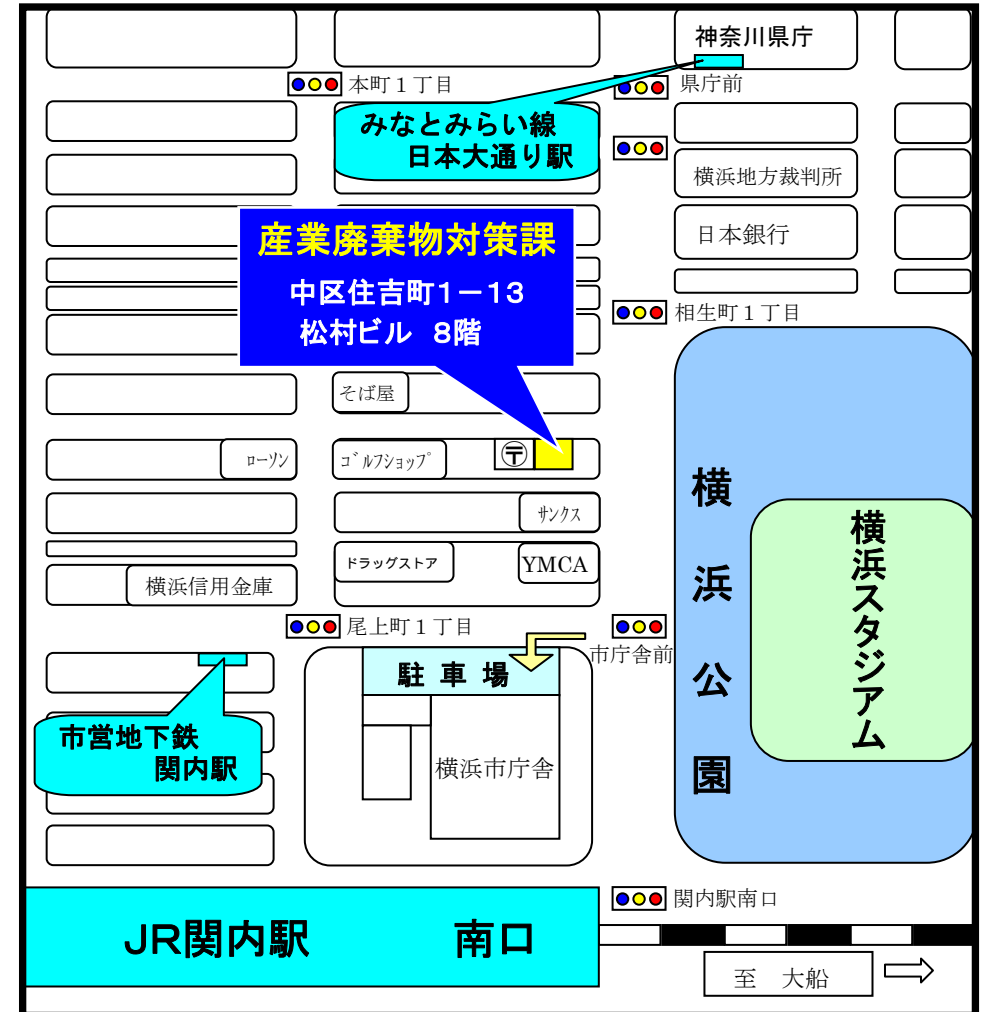 神奈川県庁
本町１丁目
県庁前
みなとみらい線
日本大通り駅
横浜地方裁判所
産業廃棄物対策課
日本銀行
中区住吉町1－13
松村ビル 8階
相生町１丁目
そば屋
ﾛｰｿﾝ
ｺﾞﾙﾌｼｮｯﾌﾟ
〒
ｻﾝｸｽ
横浜公園
横浜スタジアム
ドラッグストア
YMCA
横浜信用金庫
尾上町１丁目
市庁舎前
駐車場
市営地下鉄
関内駅
横浜市庁舎
関内駅南口
JR関内駅 南口
至 大船